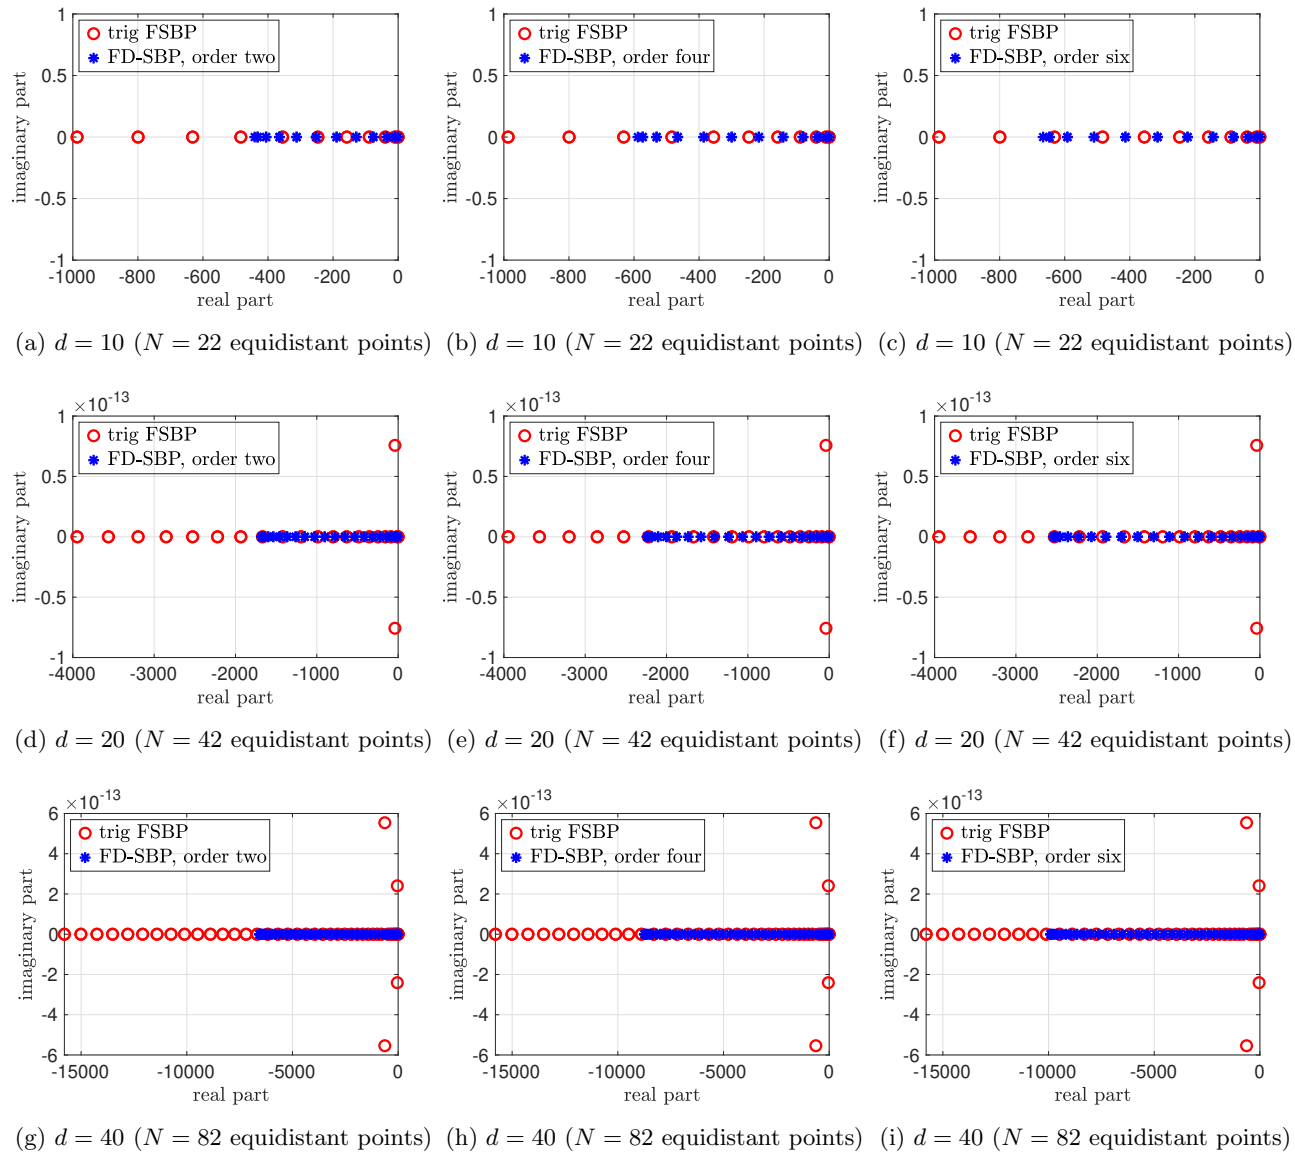 1
0.5
0
-0.5
-1
imaginary part
trig FSBP
FD-SBP, order two
-1000 -800 -600 -400 -200 0
real part
(a) d = 10 (N = 22 equidistant points)
1
0.5
0
-0.5
-1
imaginary part
trig FSBP
FD-SBP, order four
-1000 -800 -600 -400 -200 0
real part
(b) d = 10 (N = 22 equidistant points)
1
0.5
0
-0.5
-1
imaginary part
trig FSBP
FD-SBP, order six
-1000 -800 -600 -400 -200 0
real part
(c) d = 10 (N = 22 equidistant points)
×10⁻¹³
1
0.5
0
-0.5
-1
imaginary part
trig FSBP
FD-SBP, order two
-4000 -3000 -2000 -1000 0
real part
(d) d = 20 (N = 42 equidistant points)
×10⁻¹³
1
0.5
0
-0.5
-1
imaginary part
trig FSBP
FD-SBP, order four
-4000 -3000 -2000 -1000 0
real part
(e) d = 20 (N = 42 equidistant points)
×10⁻¹³
1
0.5
0
-0.5
-1
imaginary part
trig FSBP
FD-SBP, order six
-4000 -3000 -2000 -1000 0
real part
(f) d = 20 (N = 42 equidistant points)
×10⁻¹³
6
4
2
0
-2
-4
-6
imaginary part
trig FSBP
FD-SBP, order two
-15000 -10000 -5000 0
real part
(g) d = 40 (N = 82 equidistant points)
×10⁻¹³
6
4
2
0
-2
-4
-6
imaginary part
trig FSBP
FD-SBP, order four
-15000 -10000 -5000 0
real part
(h) d = 40 (N = 82 equidistant points)
×10⁻¹³
6
4
2
0
-2
-4
-6
imaginary part
trig FSBP
FD-SBP, order six
-15000 -10000 -5000 0
real part
(i) d = 40 (N = 82 equidistant points)